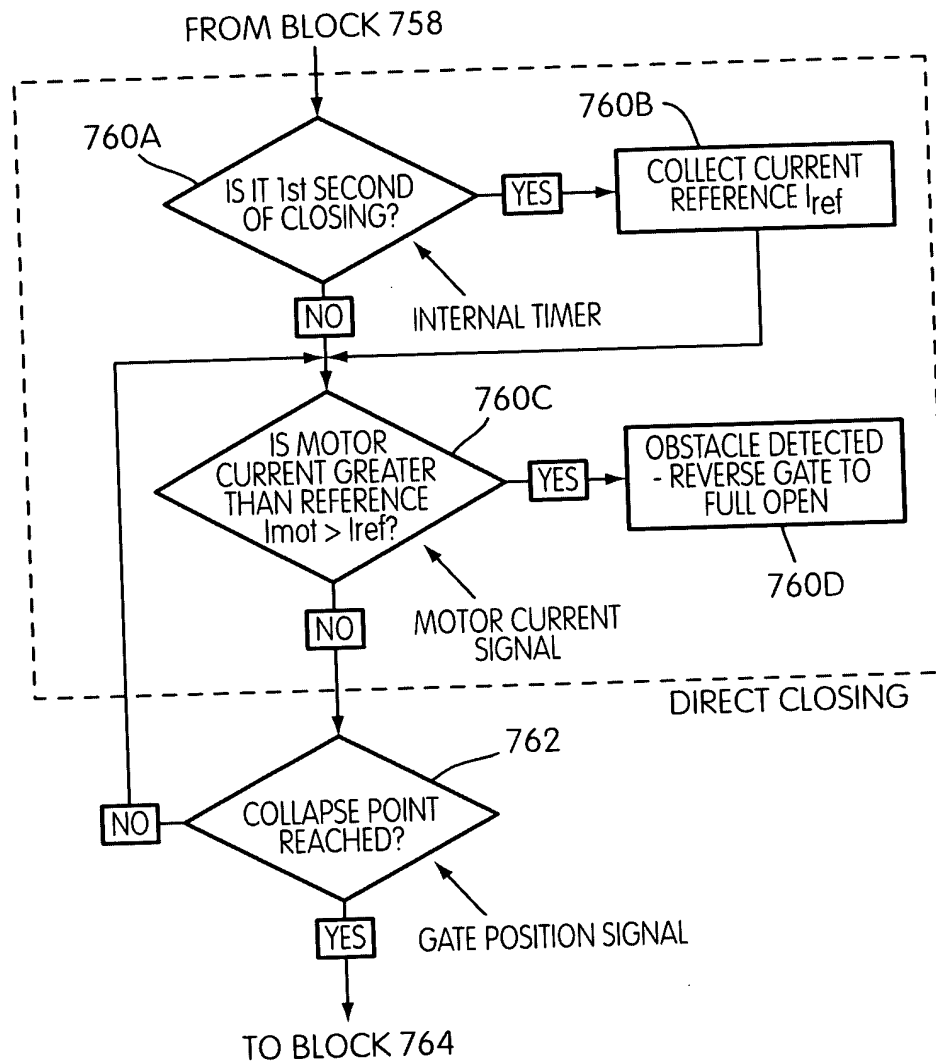 FROM BLOCK 758
760A
760B
IS IT 1st SECOND
OF CLOSING?
YES
COLLECT CURRENT
REFERENCE Iref
NO
INTERNAL TIMER
760C
IS MOTOR
CURRENT GREATER
THAN REFERENCE
Imot > Iref?
YES
OBSTACLE DETECTED
- REVERSE GATE TO
FULL OPEN
760D
NO
MOTOR CURRENT
SIGNAL
DIRECT CLOSING
762
COLLAPSE POINT
REACHED?
NO
YES
GATE POSITION SIGNAL
TO BLOCK 764